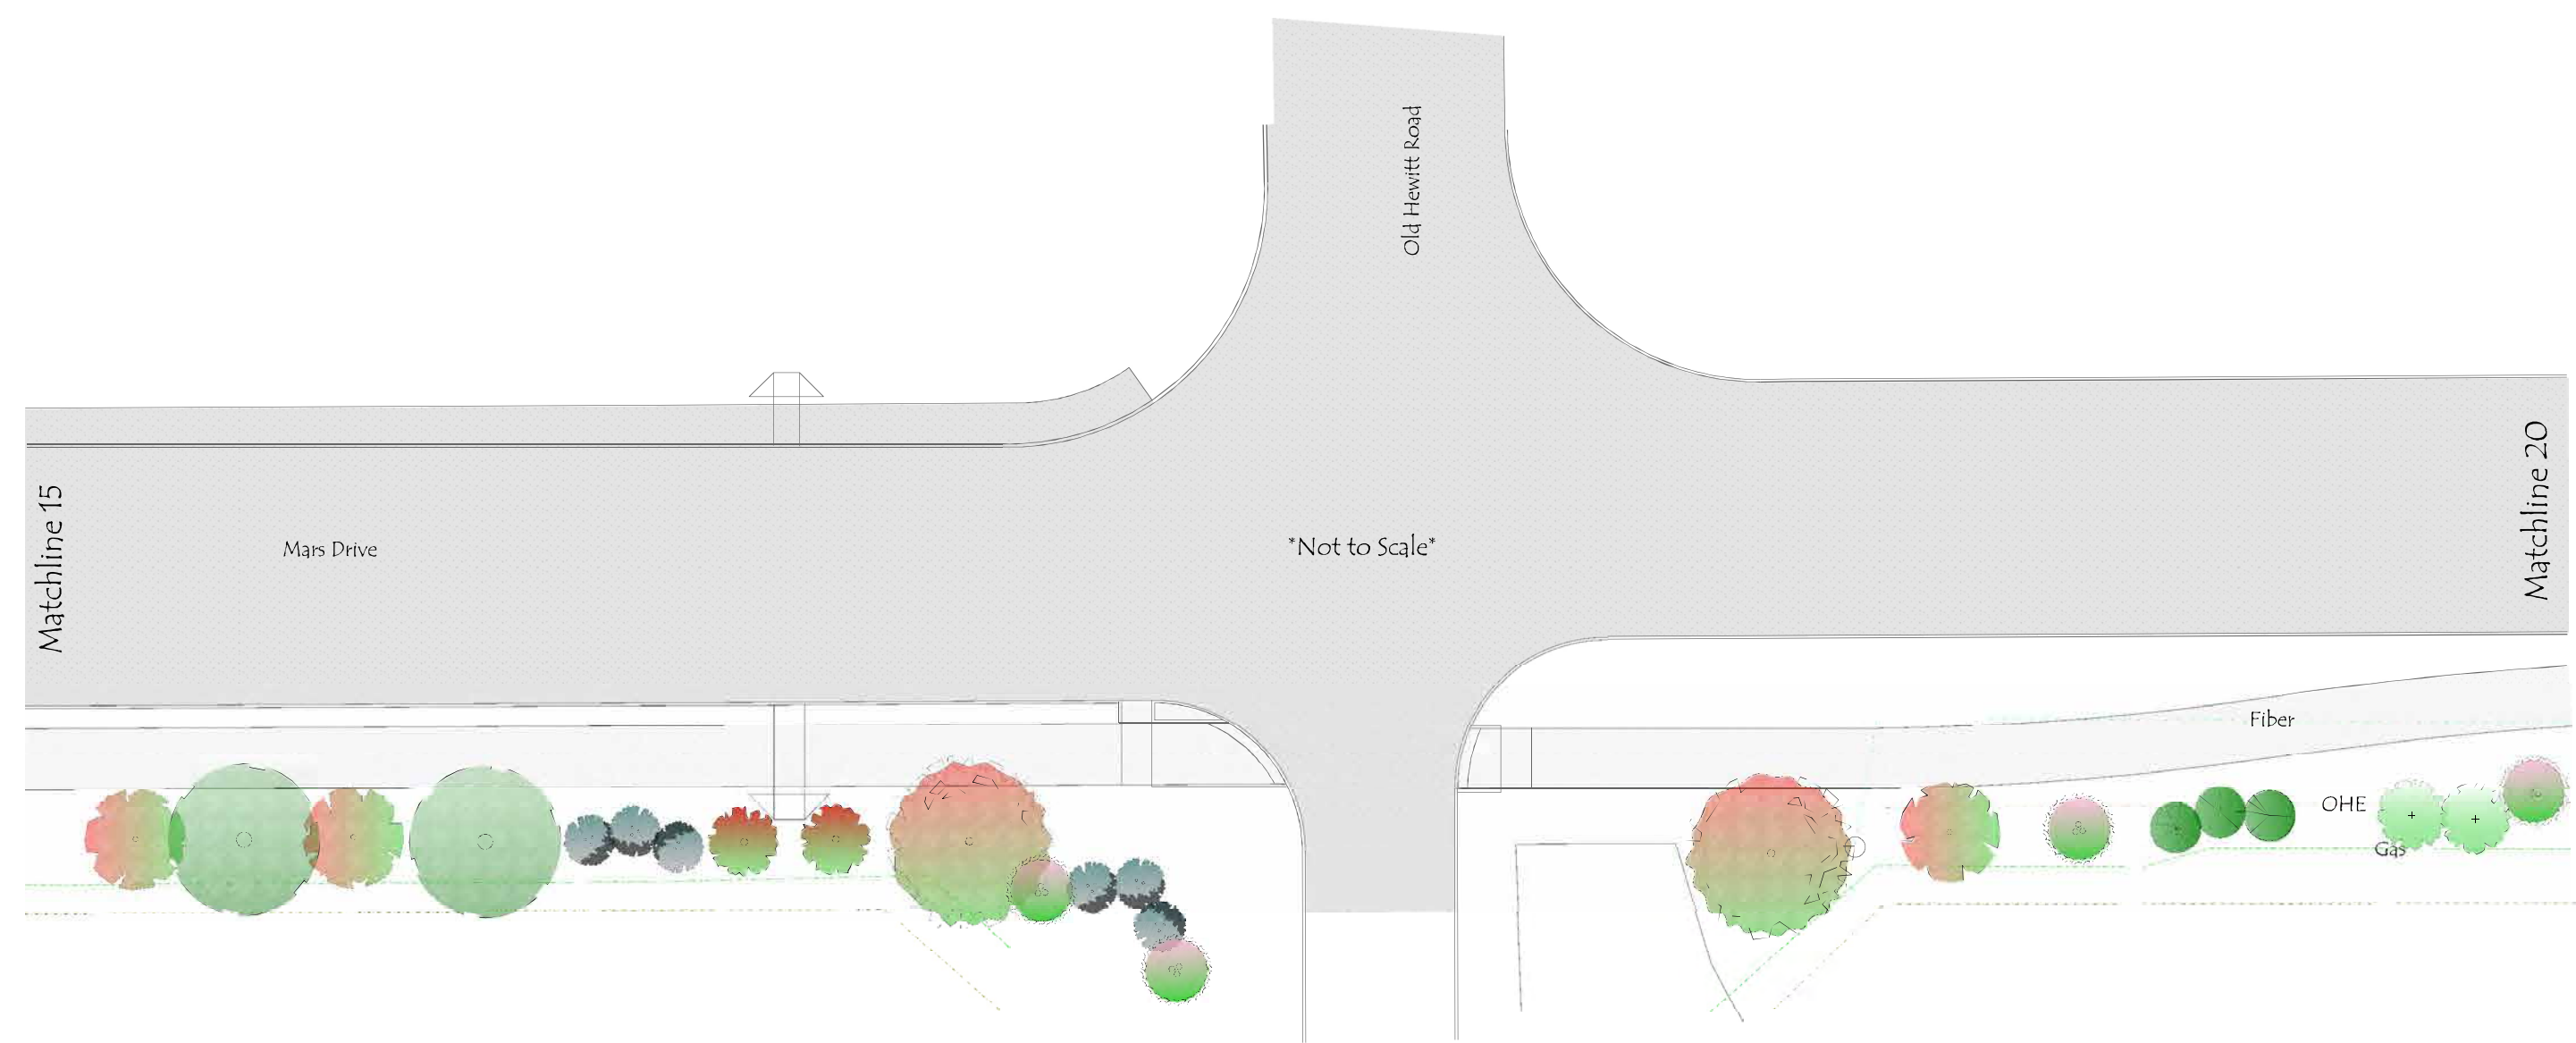 Old Hewitt Road
Matchline 15
Mars Drive
*Not to Scale*
Matchline 20
Fiber
OHE
Gas